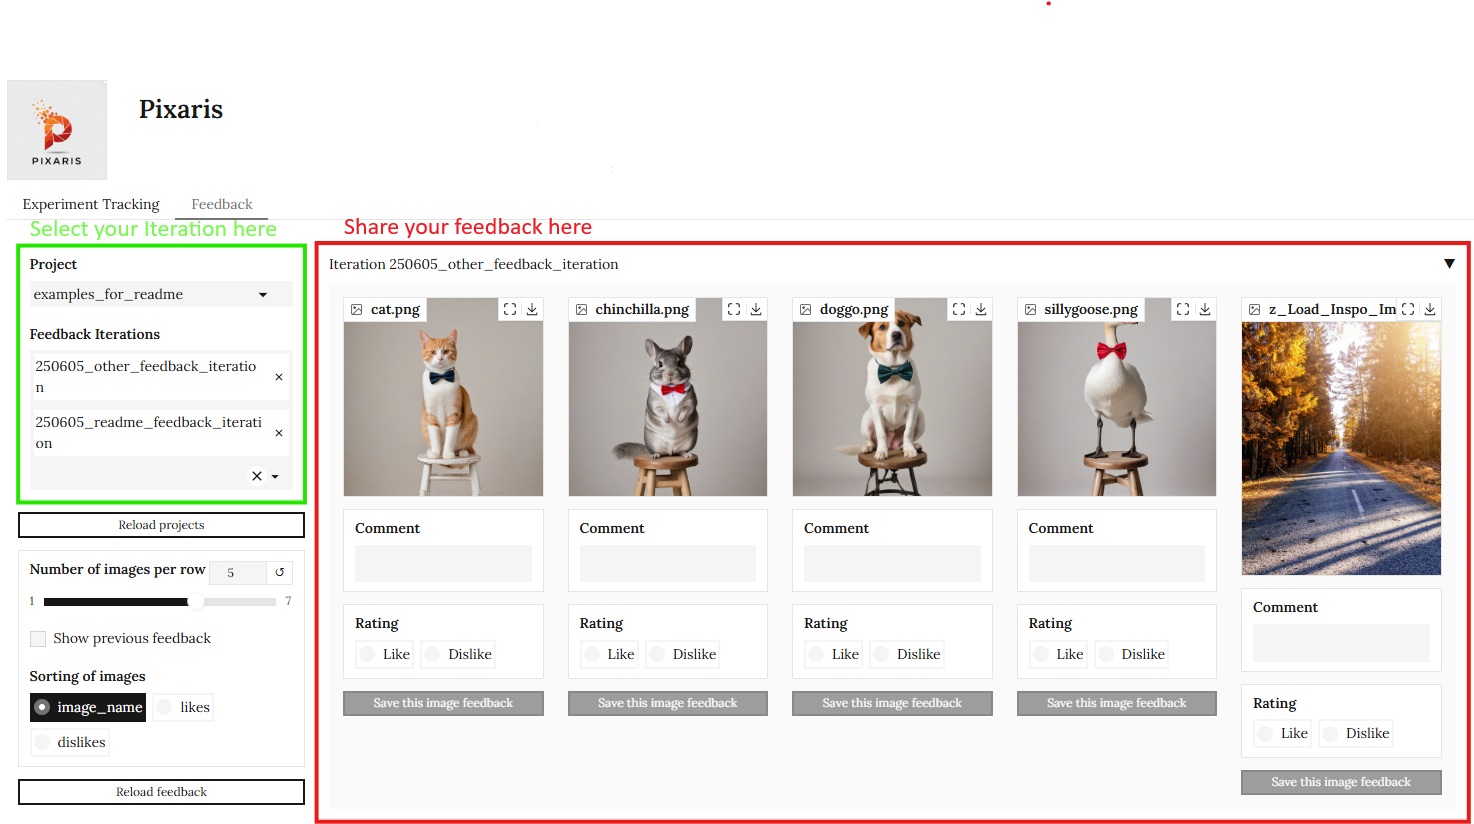 PIXARIS
Pixaris
Experiment Tracking
Feedback
Select your Iteration here
Project
examples_for_readme
Feedback Iterations
250605_other_feedback_iteratio
n
250605_readme_feedback_iterati
on
Reload projects
Number of images per row
5
1
7
Show previous feedback
Sorting of images
image_name
likes
dislikes
Reload feedback
Share your feedback here
Iteration 250605_other_feedback_iteration
cat.png
Comment
Rating
Like
Dislike
Save this image feedback
chinchilla.png
Comment
Rating
Like
Dislike
Save this image feedback
doggo.png
Comment
Rating
Like
Dislike
Save this image feedback
sillygoose.png
Comment
Rating
Like
Dislike
Save this image feedback
z_Load_Inspo_Im
Comment
Rating
Like
Dislike
Save this image feedback